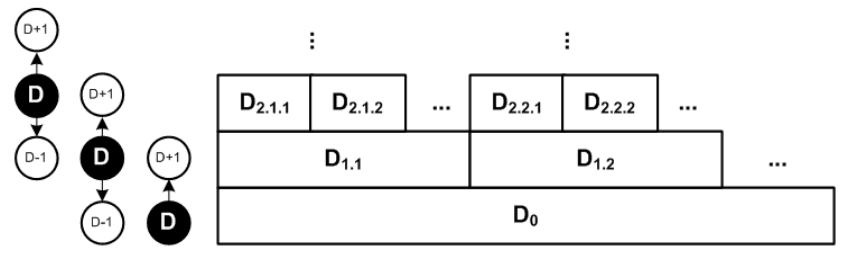 D+1
⋮ ⋮
D D+1 D₂.₁.₁ D₂.₁.₂ ... D₂.₂.₁ D₂.₂.₂ ...
D-1 D D+1 D₁.₁ D₁.₂ ...
D-1 D D₀